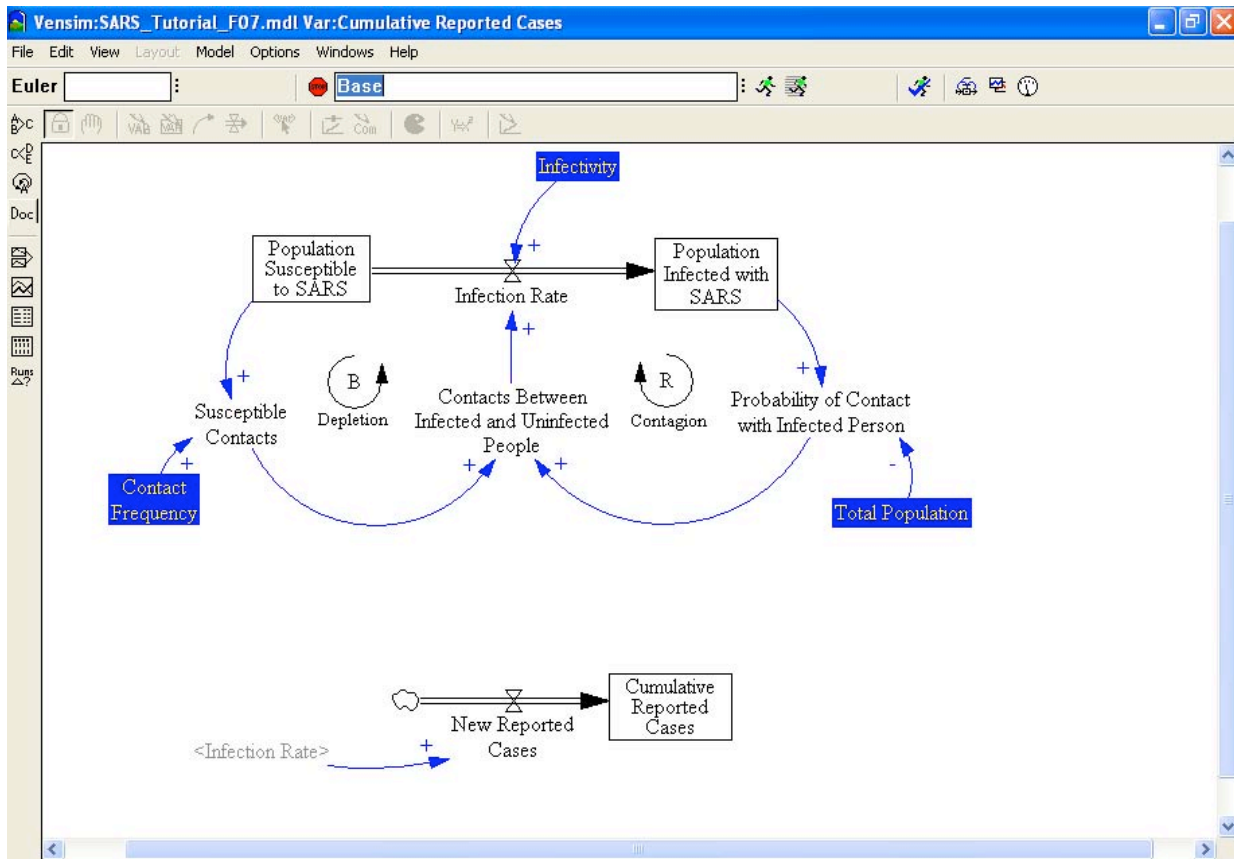 Vensim:SARS_Tutorial_F07.mdl Var:Cumulative Reported Cases
File Edit View Layout Model Options Windows Help
Euler
STOP
Base
Doc
Runs
Δ?
Infectivity
+
Population
Susceptible
to SARS
Infection Rate
Population
Infected with
SARS
+
+
+
B
Depletion
R
Contagion
Susceptible
Contacts
Contacts Between
Infected and Uninfected
People
Probability of Contact
with Infected Person
+
+
+
-
Contact
Frequency
Total Population
Cumulative
Reported
Cases
New Reported
Cases
<Infection Rate>
+